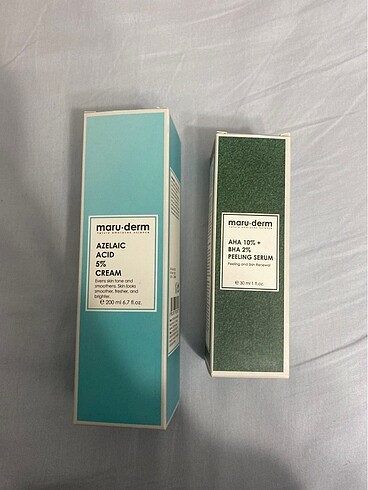 maru·derm
AZELAIC
ACID
5%
CREAM
Evens skin tone and
smoothens. Skin looks
smoother, fresher, and
brighter.
℮ 200 ml 6.7 fl.oz.
maru·derm
AHA 10% +
BHA 2%
PEELING SERUM
Peeling and Skin Renewal
℮ 30 ml 1 fl.oz.